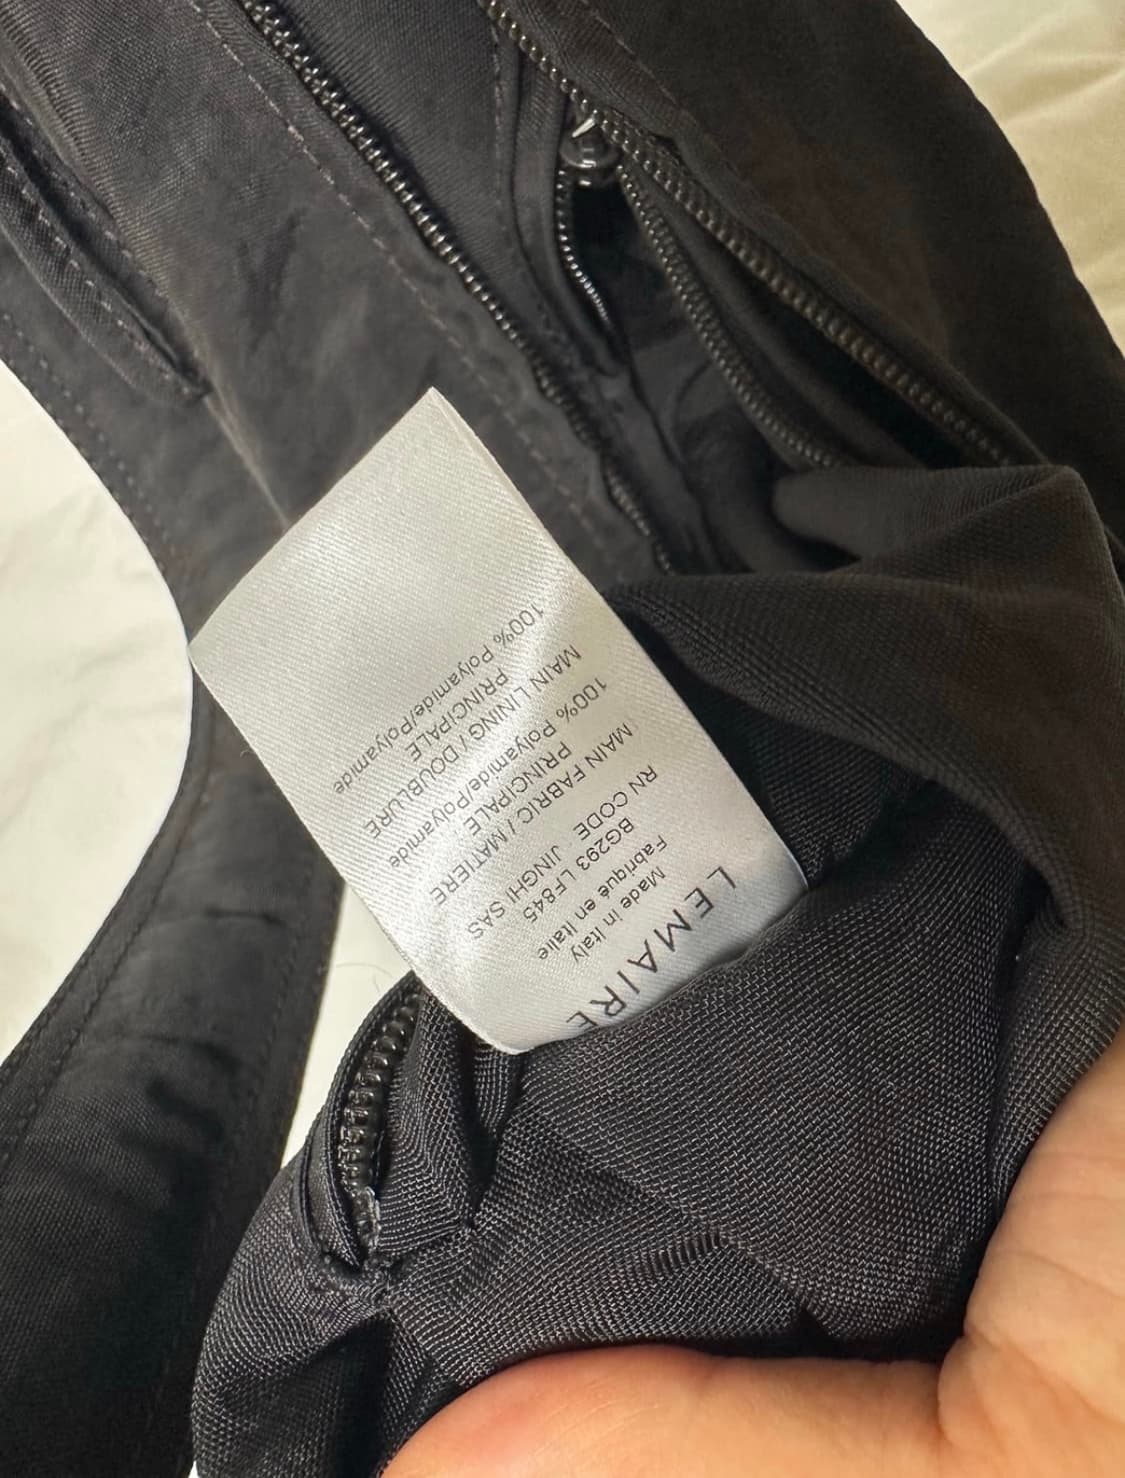 LEMAIRE
Made in Italy
Fabriqué en Italie
BG293 LF845
RN CODE JINGHI SAS
MAIN FABRIC / MATIERE
PRINCIPALE
100% Polyamide/Polyamide
MAIN LINING / DOUBLURE
PRINCIPALE
100% Polyamide/Polyamide